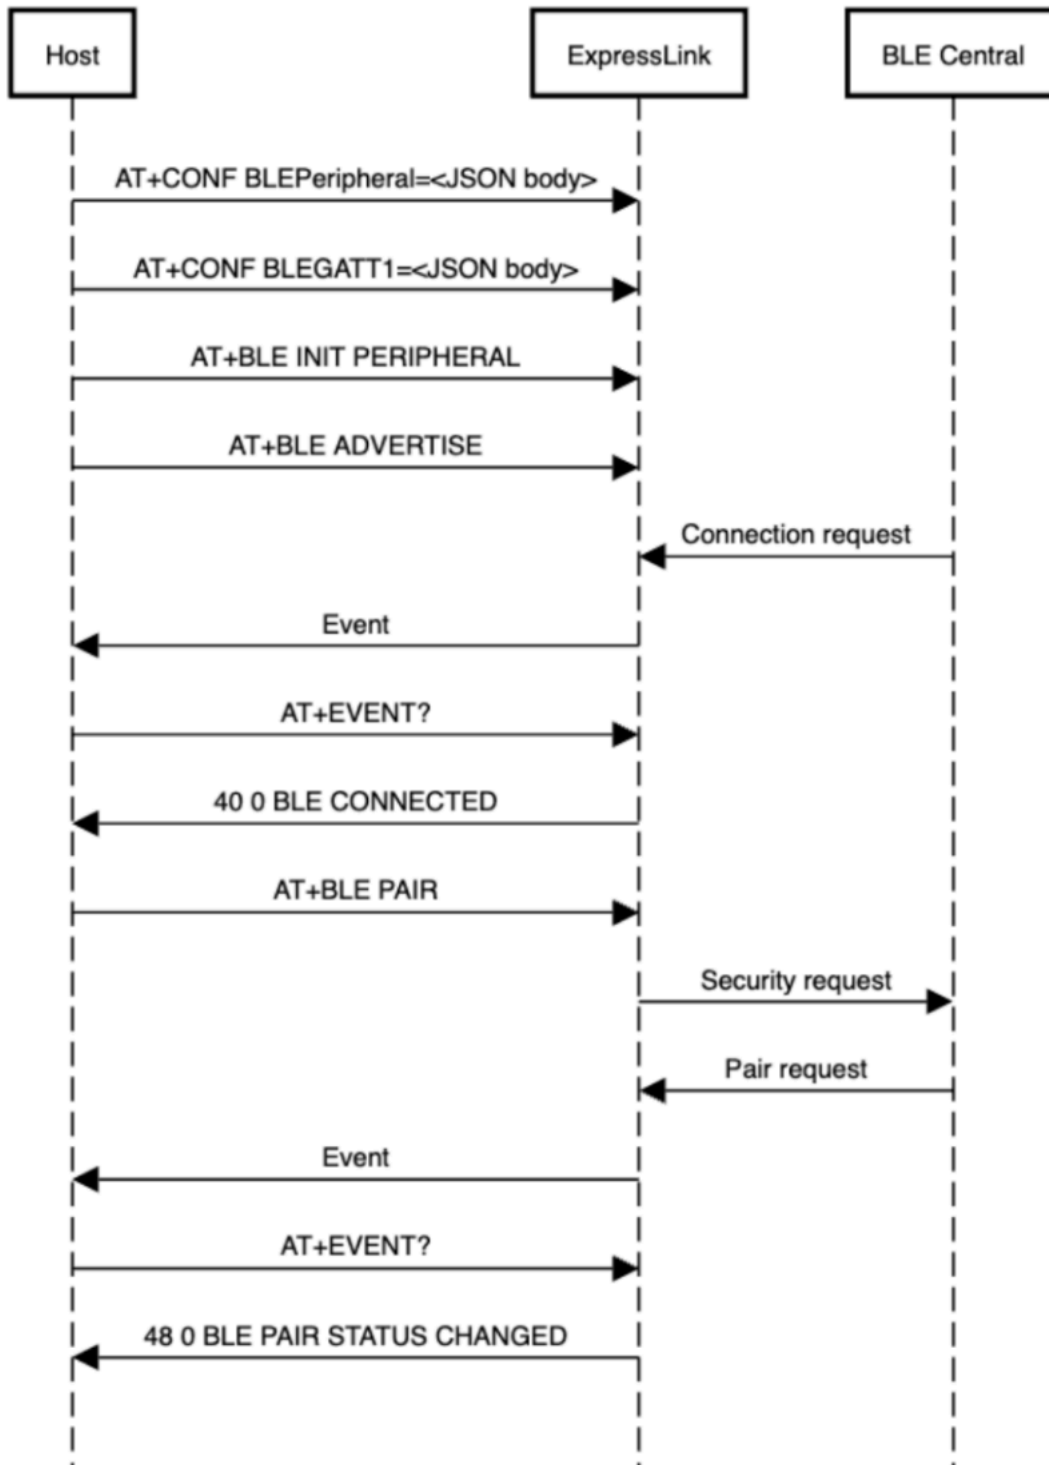 Host
ExpressLink
BLE Central
AT+CONF BLEPeripheral=<JSON body>
AT+CONF BLEGATT1=<JSON body>
AT+BLE INIT PERIPHERAL
AT+BLE ADVERTISE
Connection request
Event
AT+EVENT?
40 0 BLE CONNECTED
AT+BLE PAIR
Security request
Pair request
Event
AT+EVENT?
48 0 BLE PAIR STATUS CHANGED